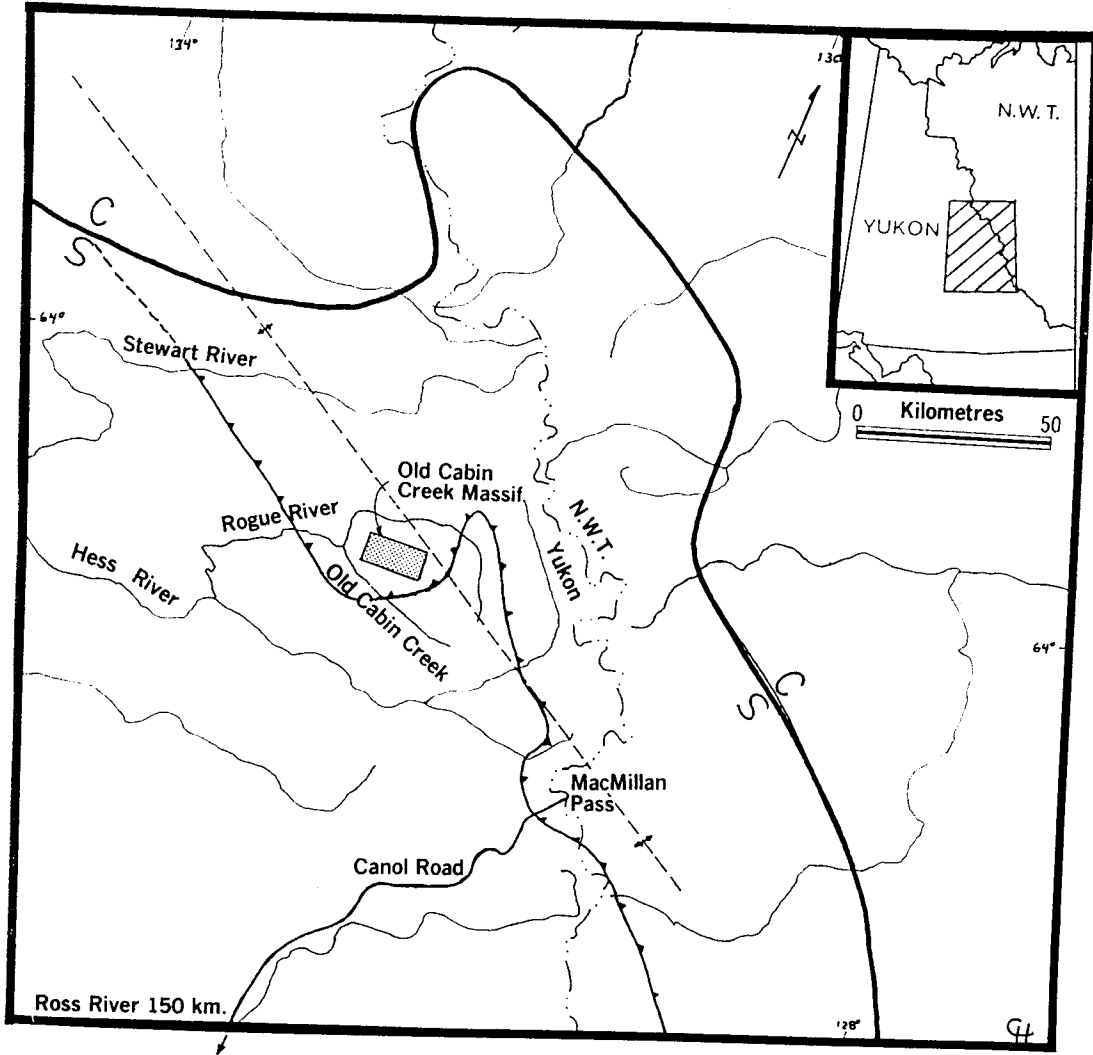 134°
130
N
N.W.T.
YUKON
C
S
64°
Stewart River
0 Kilometres 50
Old Cabin
Creek Massif
Rogue River
N.W.T.
Yukon
Hess River
Old Cabin Creek
64°
C
S
MacMillan
Pass
Canol Road
Ross River 150 km.
128°